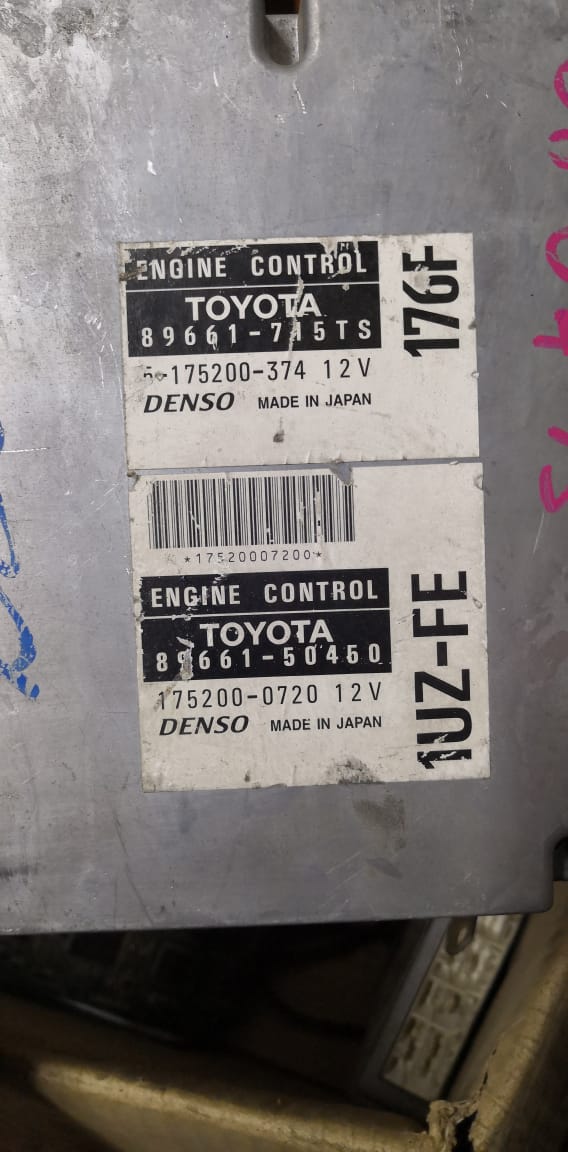 ENGINE CONTROL
TOYOTA
89661-715TS
175200-374 12V
DENSO MADE IN JAPAN
176F
*17520007200*
ENGINE CONTROL
TOYOTA
89661-50450
175200-0720 12V
DENSO MADE IN JAPAN
1UZ-FE